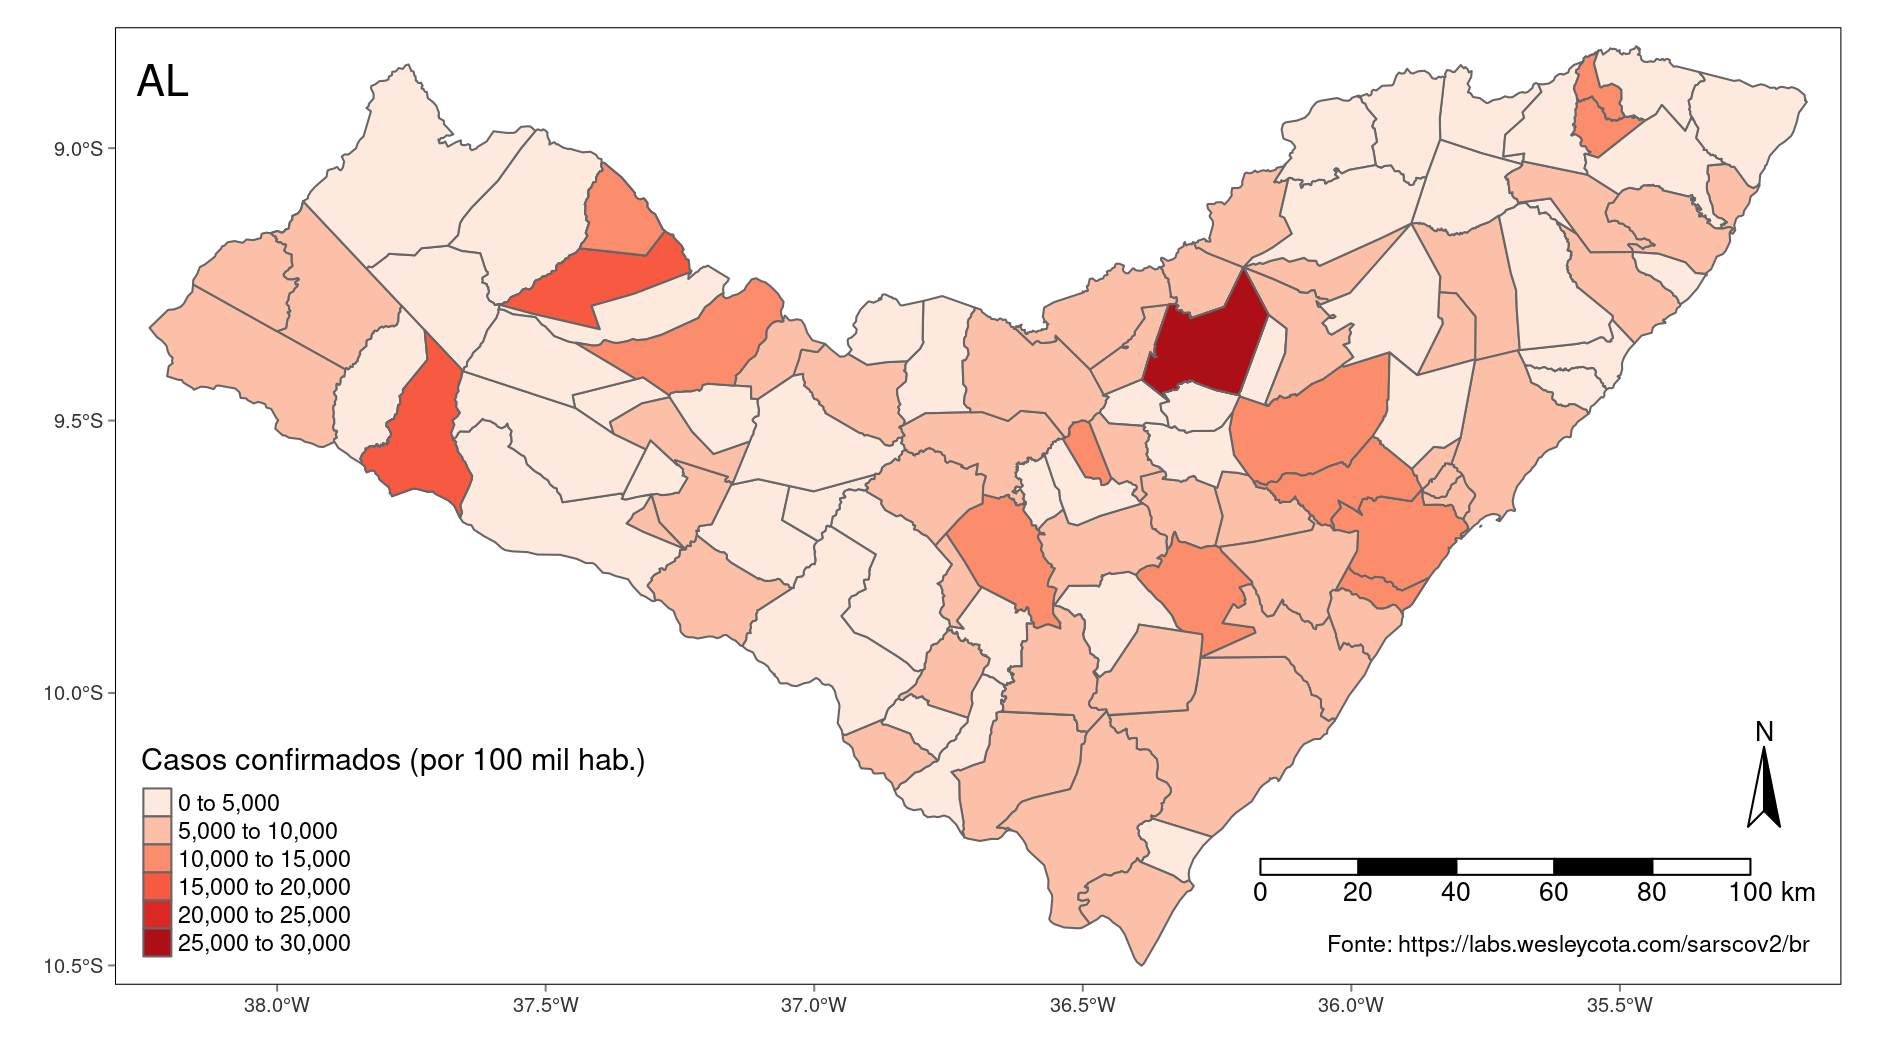 AL
9.0°S
9.5°S
10.0°S
10.5°S
Casos confirmados (por 100 mil hab.)
0 to 5,000
5,000 to 10,000
10,000 to 15,000
15,000 to 20,000
20,000 to 25,000
25,000 to 30,000
N
0 20 40 60 80 100 km
Fonte: https://labs.wesleycota.com/sarscov2/br
38.0°W 37.5°W 37.0°W 36.5°W 36.0°W 35.5°W